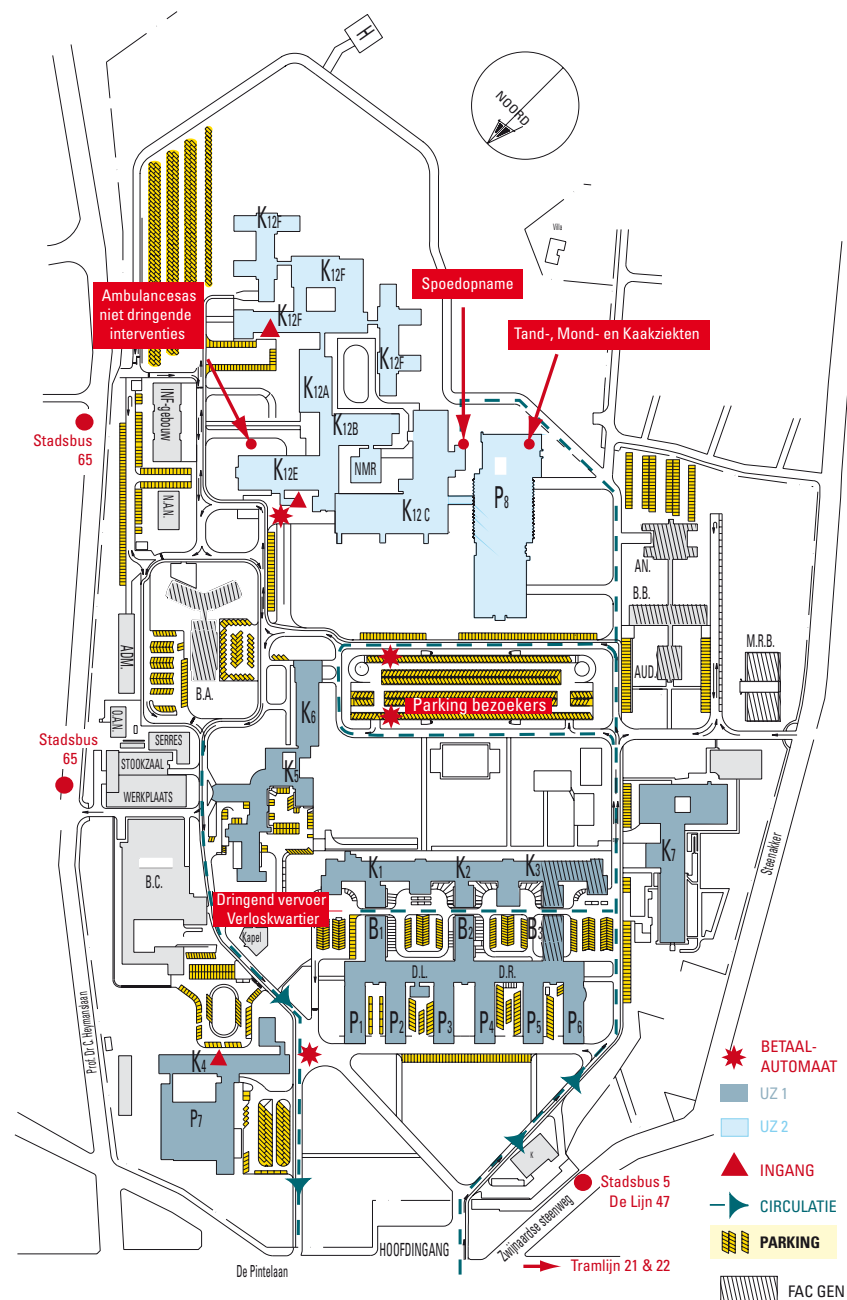 H
NOORD
Villa
K12F
K12F
K12F
K12F
Ambulancesas
niet dringende
interventies
Spoedopname
Tand-, Mond- en Kaakziekten
K12A
K12B
K12E
NMR
K12 C
P8
INF-gebouw
N.A.N.
Stadsbus
65
AN.
B.B.
AUD.
M.R.B.
ADM.
B.A.
Parking bezoekers
K6
K5
O.A.N.
SERRES
STOOKZAAL
WERKPLAATS
Stadsbus
65
B.C.
K7
Steenakker
K1
K2
K3
Dringend vervoer
Verloskwartier
Kapel
B1
B2
B3
D.L.
D.R.
P1
P2
P3
P4
P5
P6
Prof. Dr C. Heymanslaan
K4
P7
K
Stadsbus 5
De Lijn 47
Zwijnaardse steenweg
HOOFDINGANG
De Pintelaan
Tramlijn 21 & 22
BETAAL-
AUTOMAAT
UZ 1
UZ 2
INGANG
CIRCULATIE
PARKING
FAC GEN